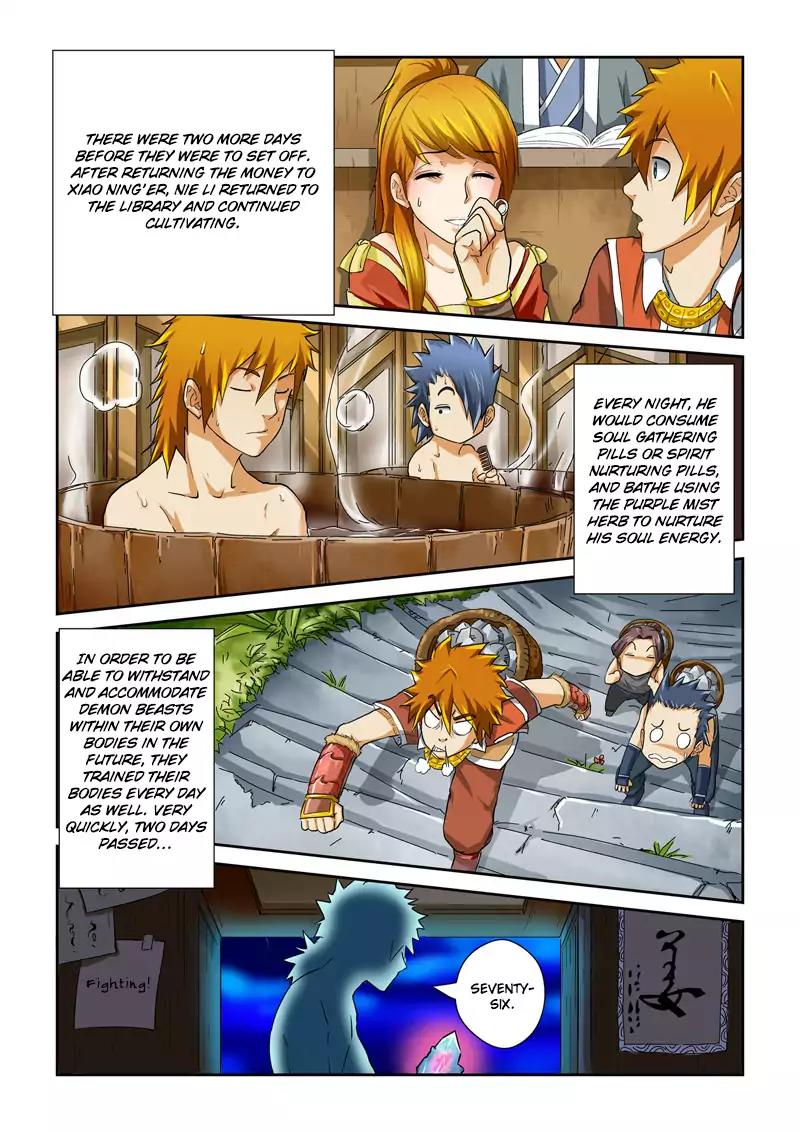 THERE WERE TWO MORE DAYS
BEFORE THEY WERE TO SET OFF.
AFTER RETURNING THE MONEY TO
XIAO NING'ER, NIE LI RETURNED TO
THE LIBRARY AND CONTINUED
CULTIVATING.
EVERY NIGHT, HE
WOULD CONSUME
SOUL GATHERING
PILLS OR SPIRIT
NURTURING PILLS,
AND BATHE USING
THE PURPLE MIST
HERB TO NURTURE
HIS SOUL ENERGY.
IN ORDER TO BE
ABLE TO WITHSTAND
AND ACCOMMODATE
DEMON BEASTS
WITHIN THEIR OWN
BODIES IN THE
FUTURE, THEY
TRAINED THEIR
BODIES EVERY DAY
AS WELL. VERY
QUICKLY, TWO DAYS
PASSED...
Fighting!
SEVENTY-
SIX.